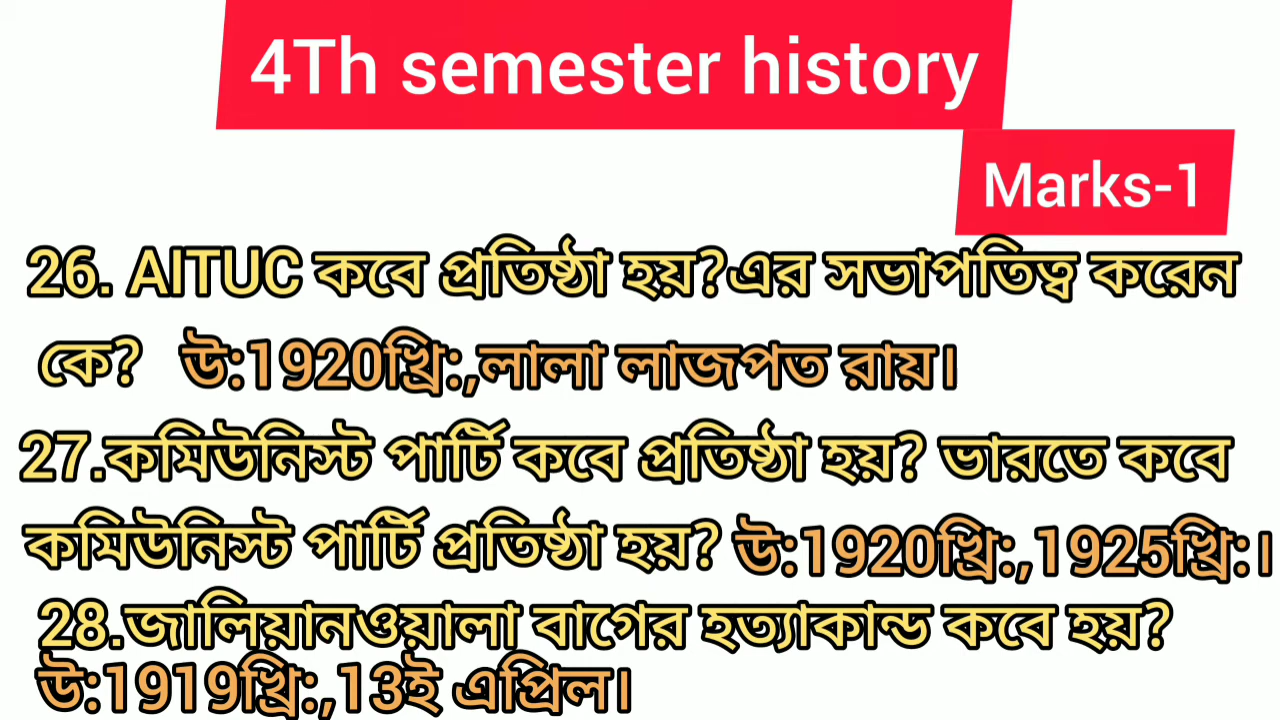 4Th semester history
Marks-1
26. AITUC কবে প্রতিষ্ঠা হয়?এর সভাপতিত্ব করেন
কে? উ:1920খ্রি:,লালা লাজপত রায়।
27.কমিউনিস্ট পার্টি কবে প্রতিষ্ঠা হয়? ভারতে কবে
কমিউনিস্ট পার্টি প্রতিষ্ঠা হয়? উ:1920খ্রি:,1925খ্রি:।
28.জালিয়ানওয়ালা বাগের হত্যাকান্ড কবে হয়?
উ:1919খ্রি:,13ই এপ্রিল।